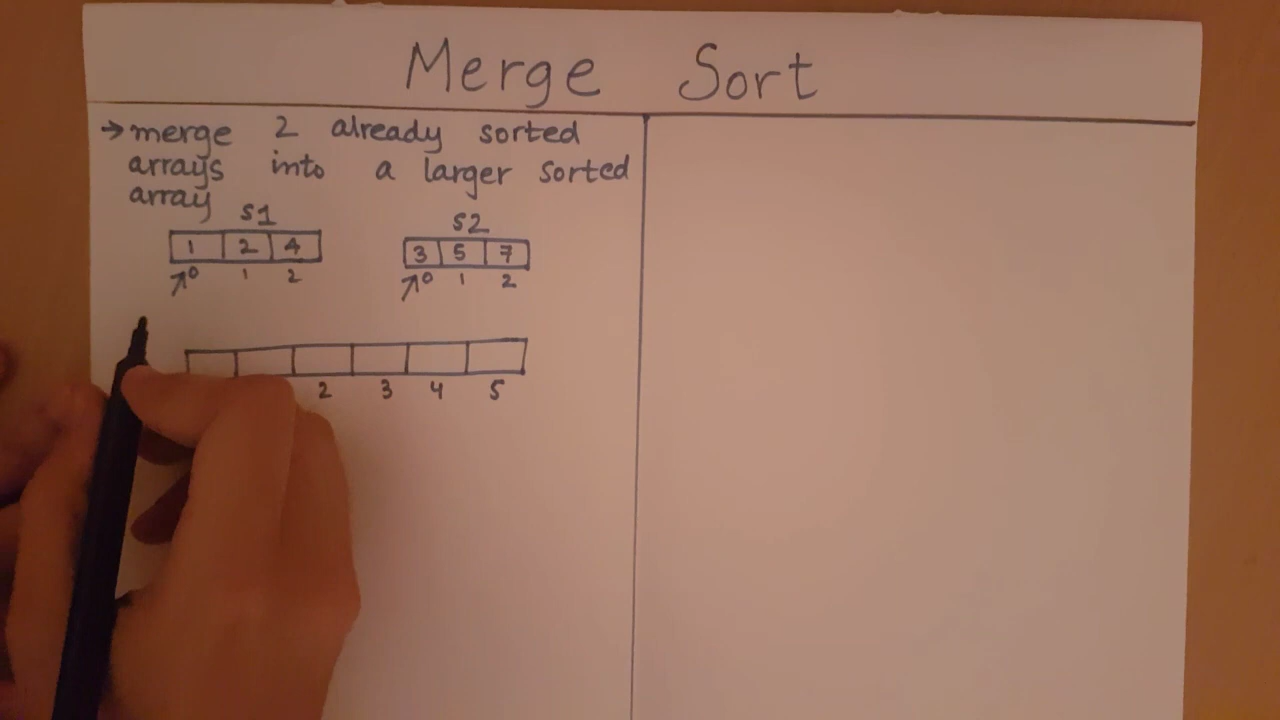 Merge Sort
→ merge 2 already sorted
arrays into a larger sorted
array
S1
S2
1 2 4
3 5 7
0 1 2
0 1 2
2 3 4 5